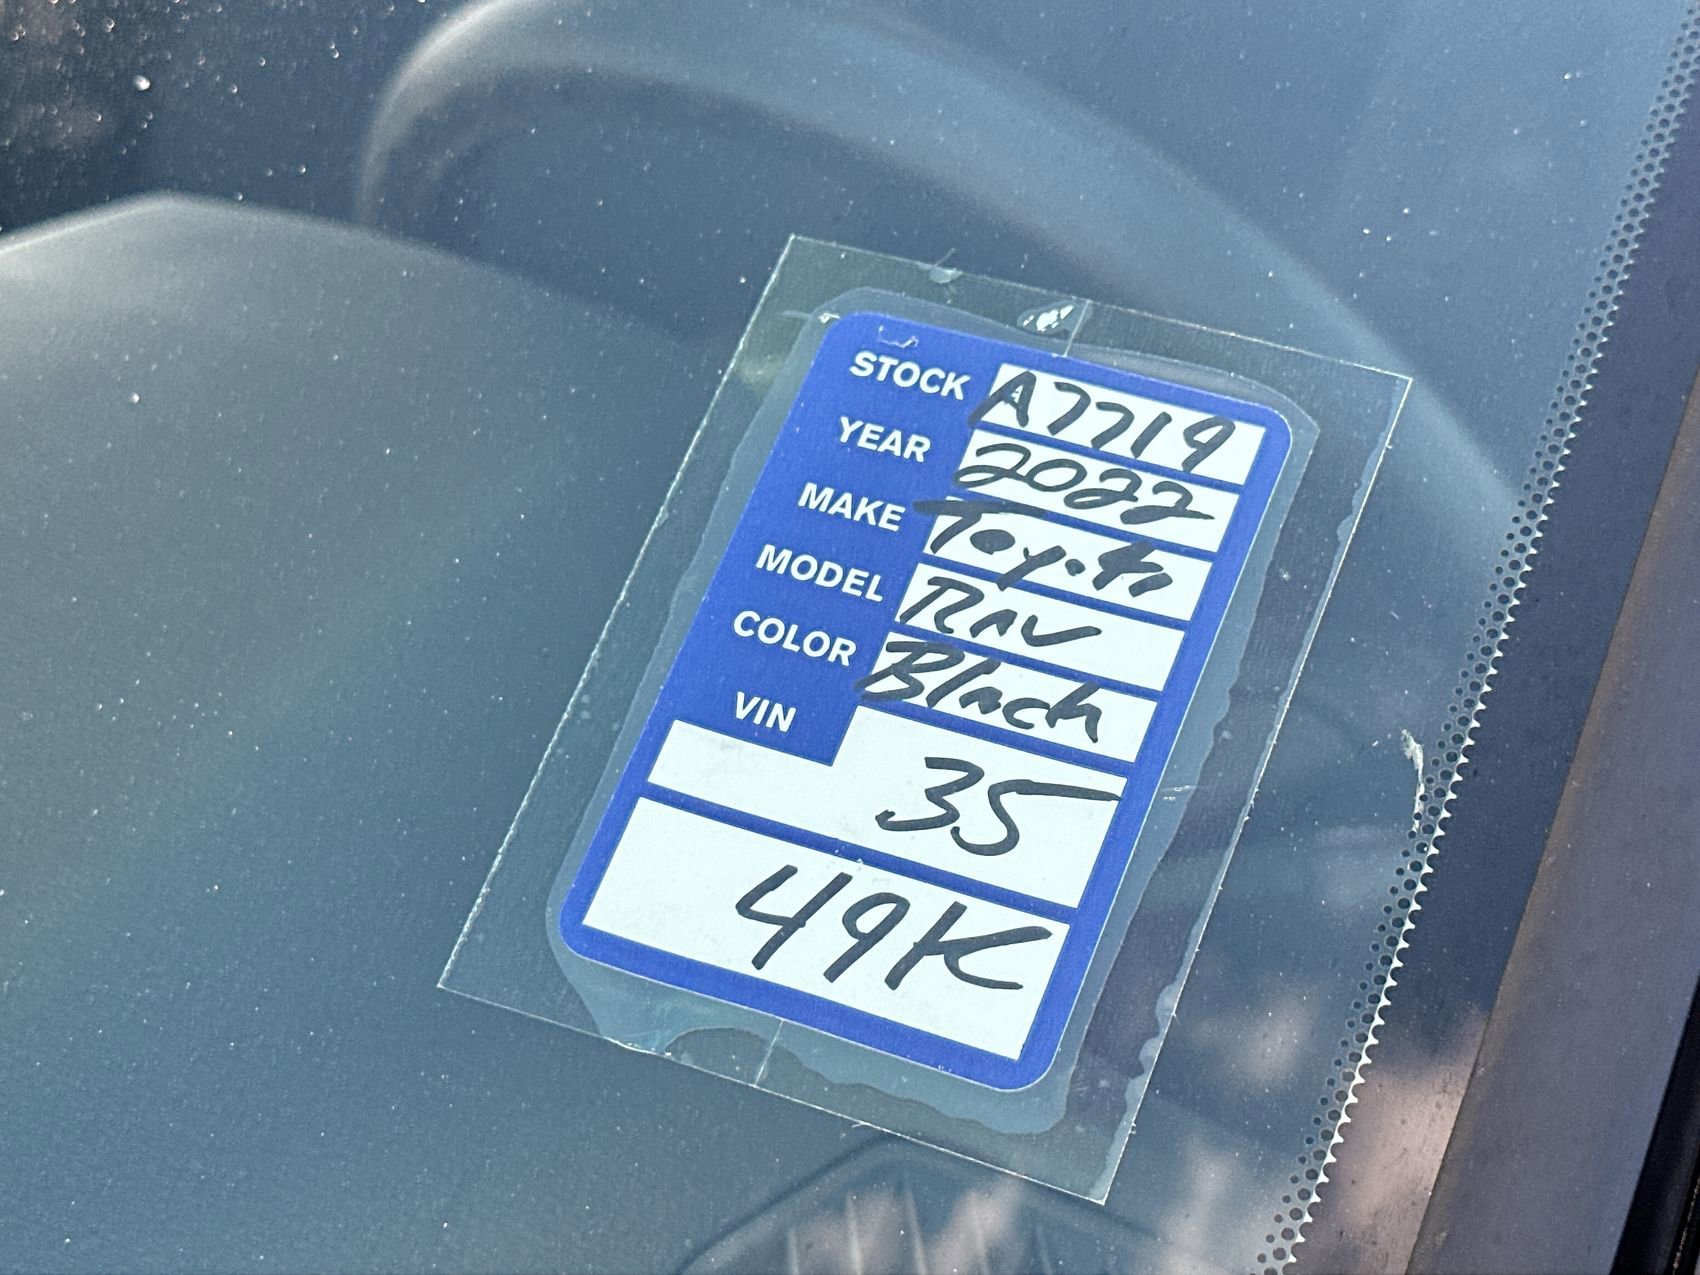 STOCK A7719
YEAR 2022
MAKE Toyota
MODEL Rav
COLOR Black
VIN
35
49K